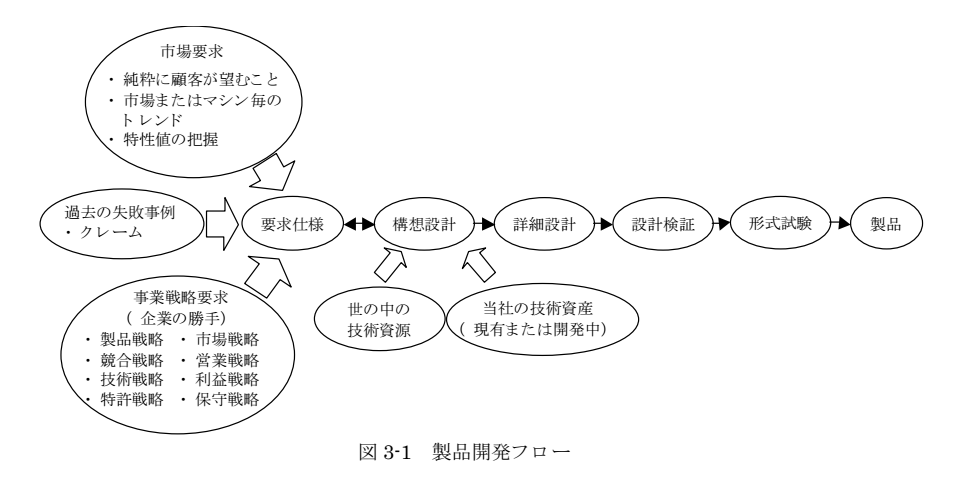 市場要求
・ 純粋に顧客が望むこと
・ 市場またはマシン毎の
トレンド
・ 特性値の把握
過去の失敗事例
・ クレーム
要求仕様
構想設計
詳細設計
設計検証
形式試験
製品
事業戦略要求
( 企業の勝手)
・ 製品戦略 ・ 市場戦略
・ 競合戦略 ・ 営業戦略
・ 技術戦略 ・ 利益戦略
・ 特許戦略 ・ 保守戦略
世の中の
技術資源
当社の技術資産
( 現有または開発中)
図 3-1 製品開発フロー